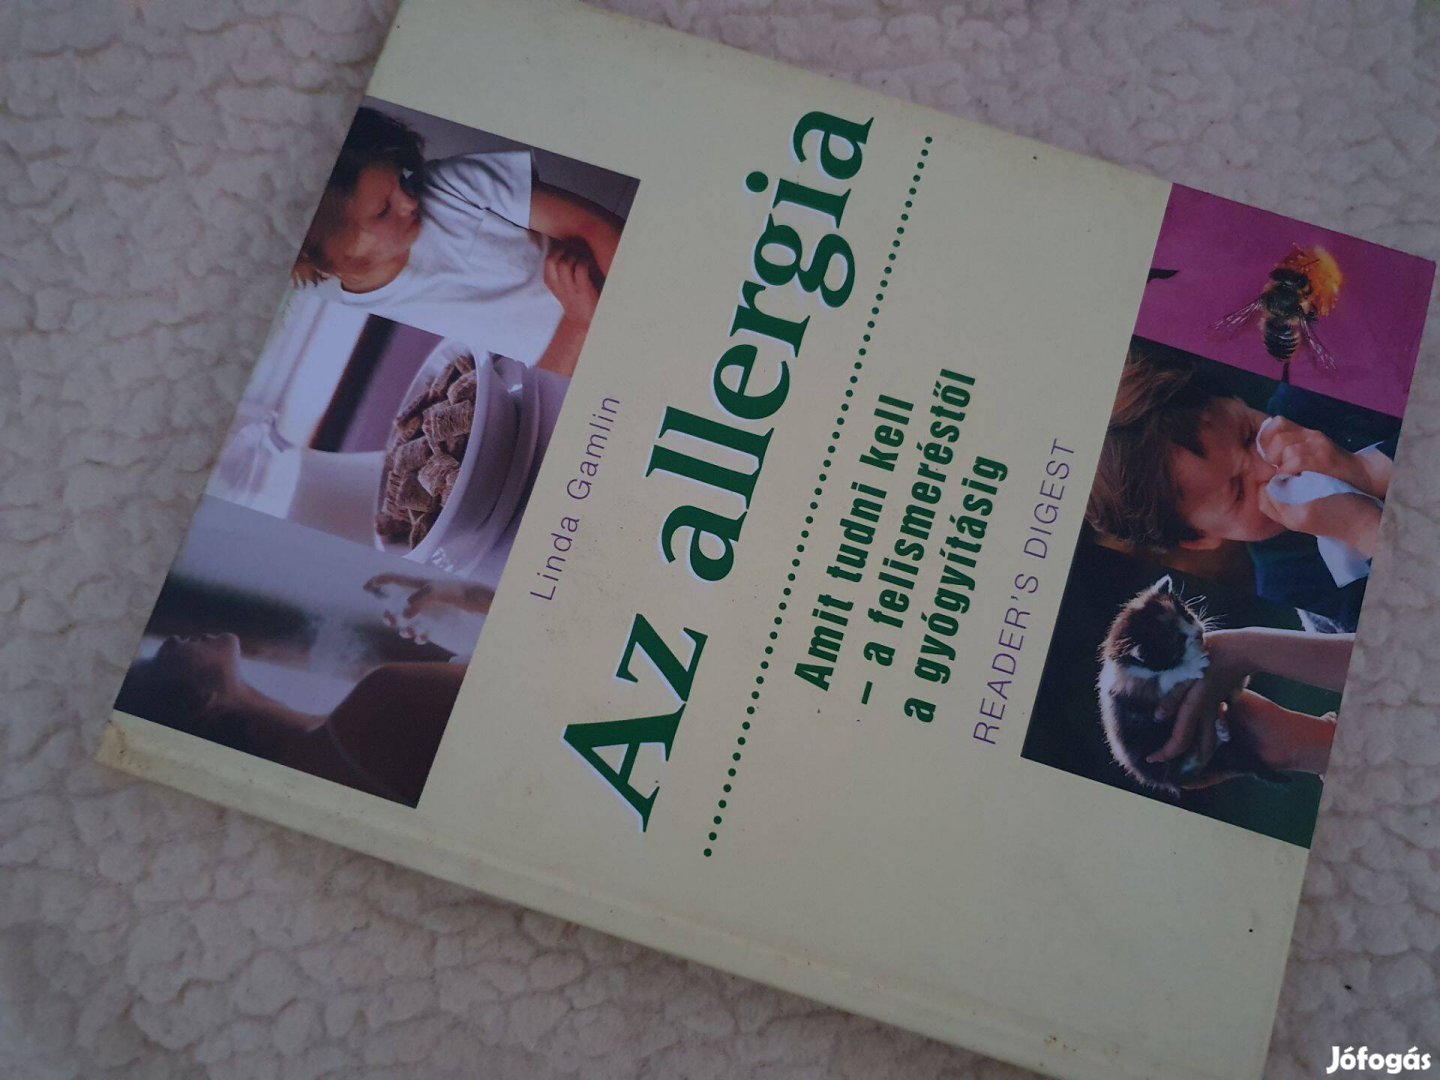 Linda Gamlin
Az allergia
Amit tudni kell
– a felismeréstől
a gyógyításig
READER'S DIGEST
Jófogás